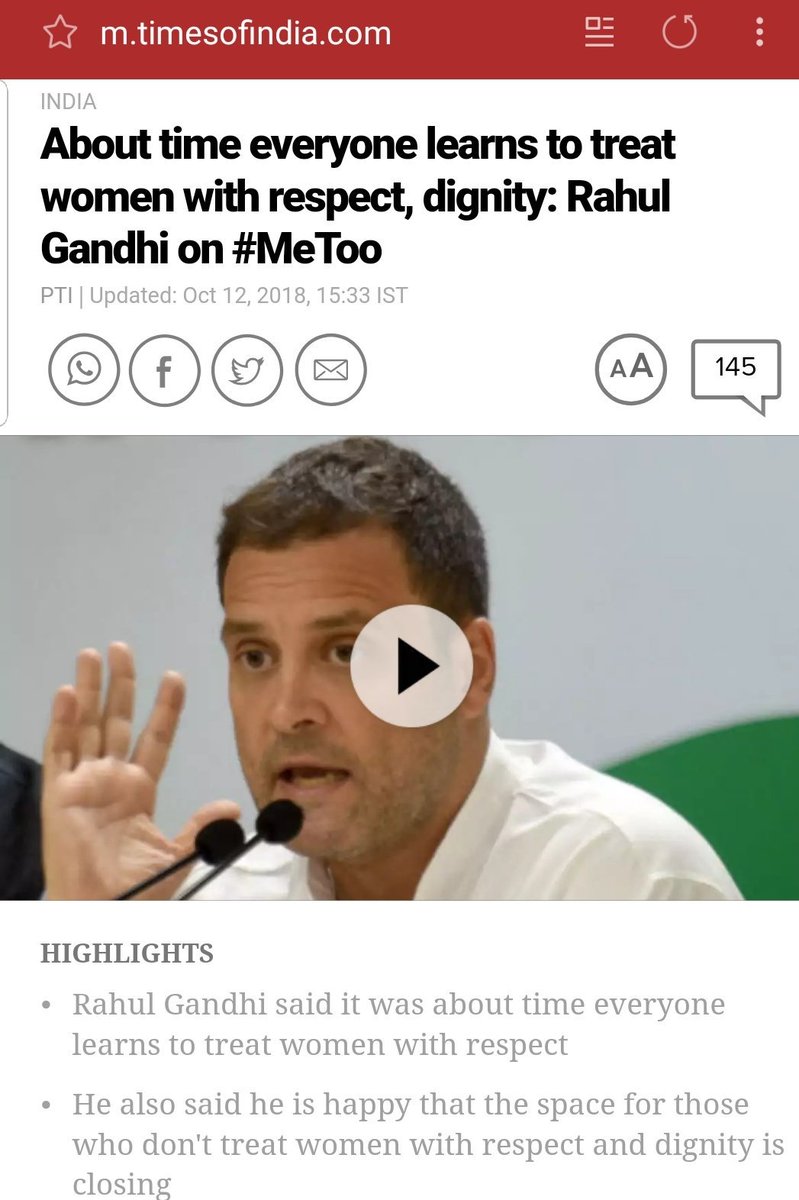 m.timesofindia.com
INDIA
About time everyone learns to treat
women with respect, dignity: Rahul
Gandhi on #MeToo
PTI | Updated: Oct 12, 2018, 15:33 IST
AA
145
HIGHLIGHTS
• Rahul Gandhi said it was about time everyone
learns to treat women with respect
• He also said he is happy that the space for those
who don't treat women with respect and dignity is
closing